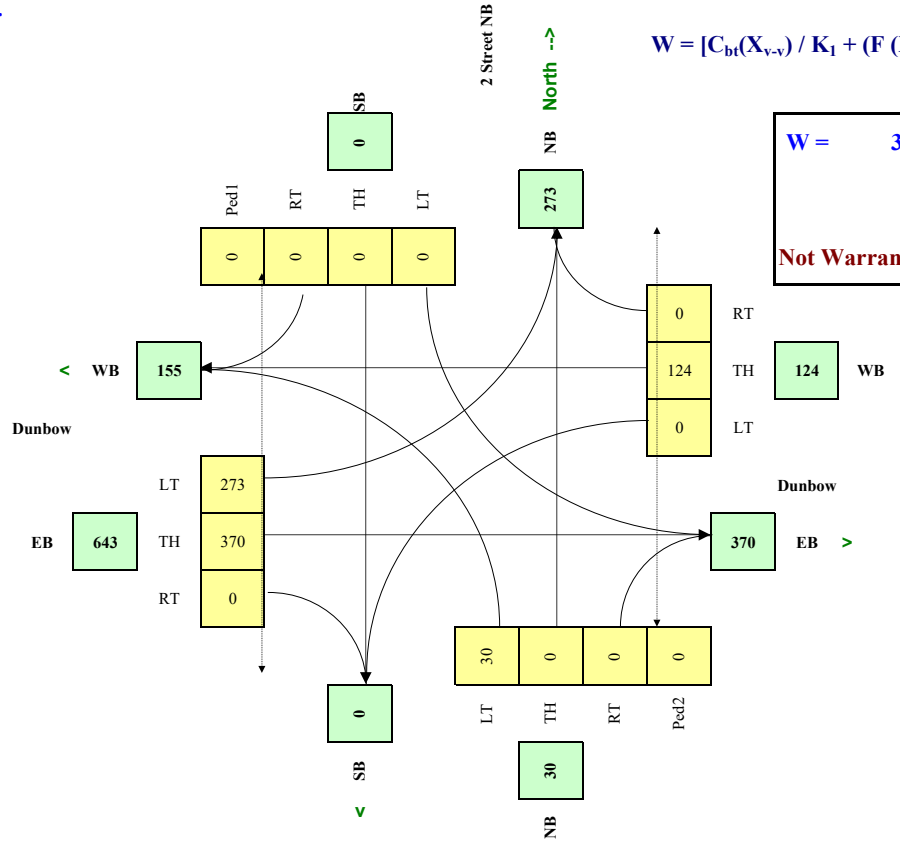 2 Street NB
North -->
W = [Cbt(Xv-v) / K1 + (F (
W = 3
Not Warran
SB
0
NB
273
Ped1 RT TH LT
0 0 0 0
0 RT
124 TH
0 LT
124 WB
< WB 155
Dunbow
Dunbow
LT 273
EB 643 TH 370
RT 0
370 EB >
30 0 0 0
LT TH RT Ped2
0
SB
v
30
NB